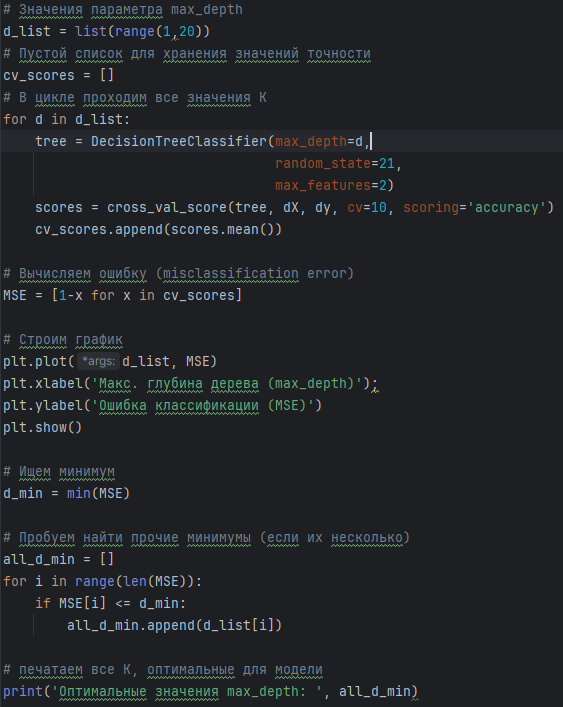 # Значения параметра max_depth
d_list = list(range(1,20))
# Пустой список для хранения значений точности
cv_scores = []
# В цикле проходим все значения K
for d in d_list:
    tree = DecisionTreeClassifier(max_depth=d,
                                  random_state=21,
                                  max_features=2)
    scores = cross_val_score(tree, dX, dy, cv=10, scoring='accuracy')
    cv_scores.append(scores.mean())
# Вычисляем ошибку (misclassification error)
MSE = [1-x for x in cv_scores]
# Строим график
plt.plot( *args: d_list, MSE)
plt.xlabel('Макс. глубина дерева (max_depth)');
plt.ylabel('Ошибка классификации (MSE)')
plt.show()
# Ищем минимум
d_min = min(MSE)
# Пробуем найти прочие минимумы (если их несколько)
all_d_min = []
for i in range(len(MSE)):
    if MSE[i] <= d_min:
        all_d_min.append(d_list[i])
# печатаем все K, оптимальные для модели
print('Оптимальные значения max_depth: ', all_d_min)